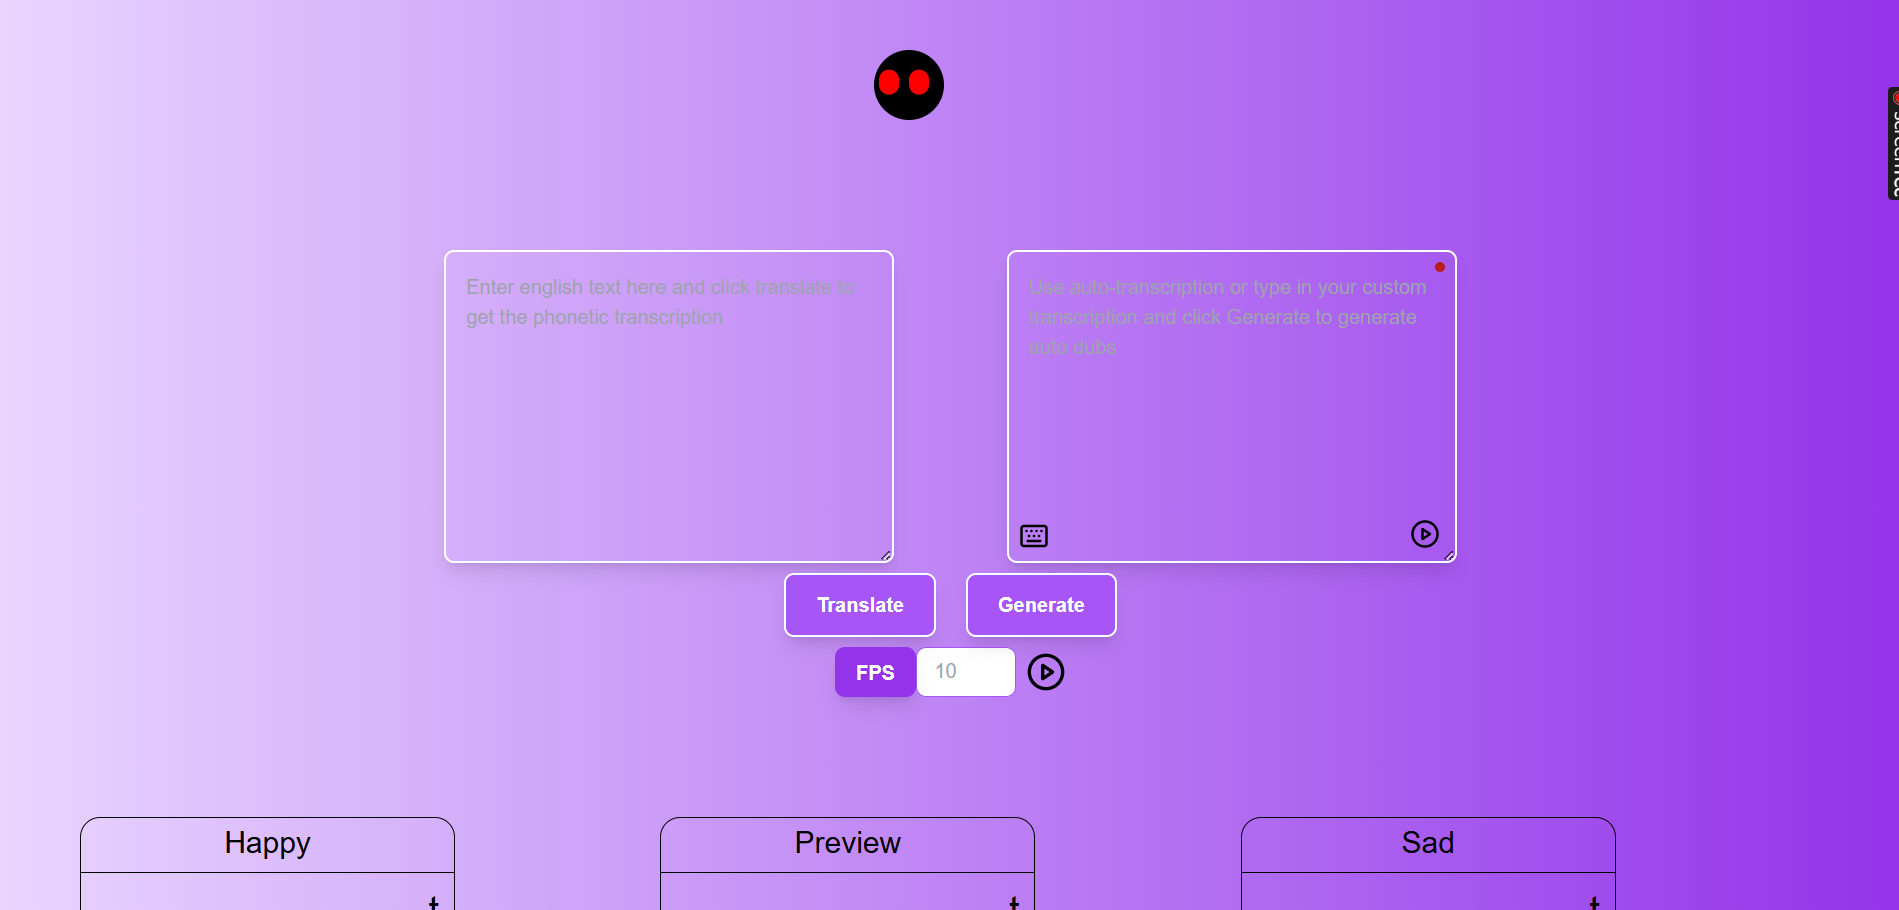 screenrec
Enter english text here and click translate to
get the phonetic transcription
Use auto-transcription or type in your custom
transcription and click Generate to generate
auto dubs
Translate
Generate
FPS
10
Happy
Preview
Sad
t
t
t